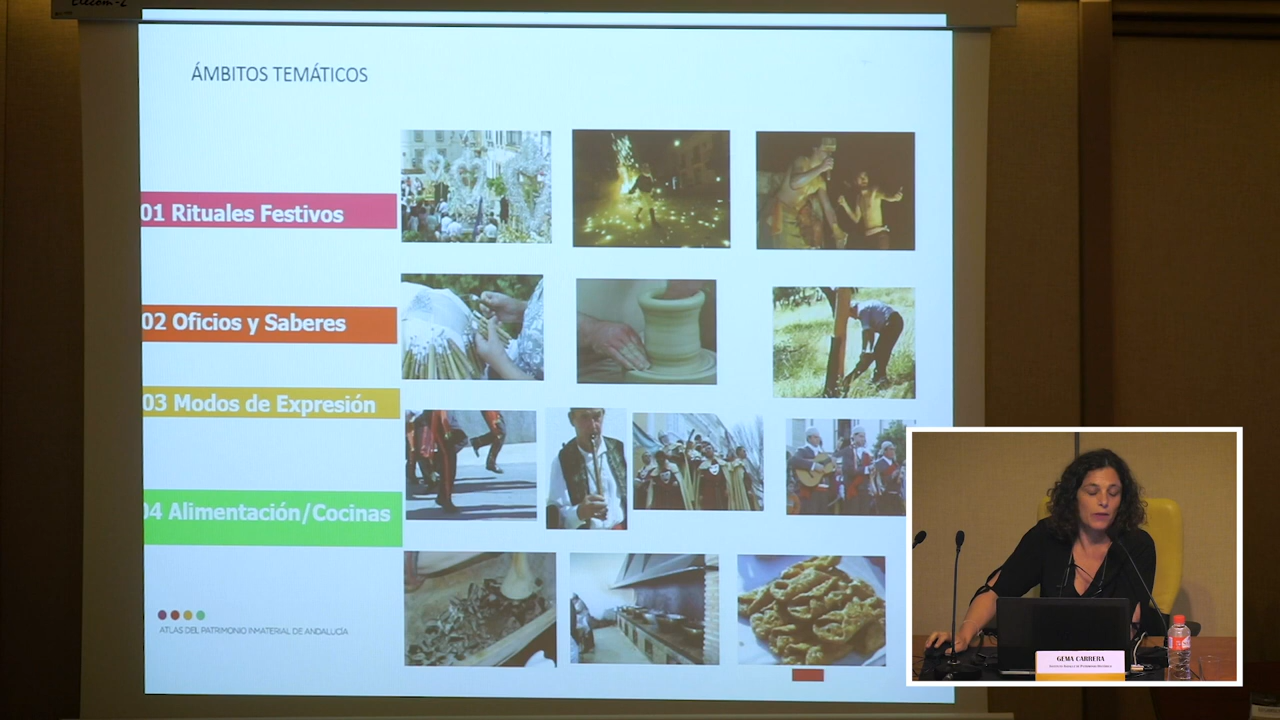 ÁMBITOS TEMÁTICOS
01 Rituales Festivos
02 Oficios y Saberes
03 Modos de Expresión
04 Alimentación/Cocinas
ATLAS DEL PATRIMONIO INMATERIAL DE ANDALUCÍA
GEMA CARRERA